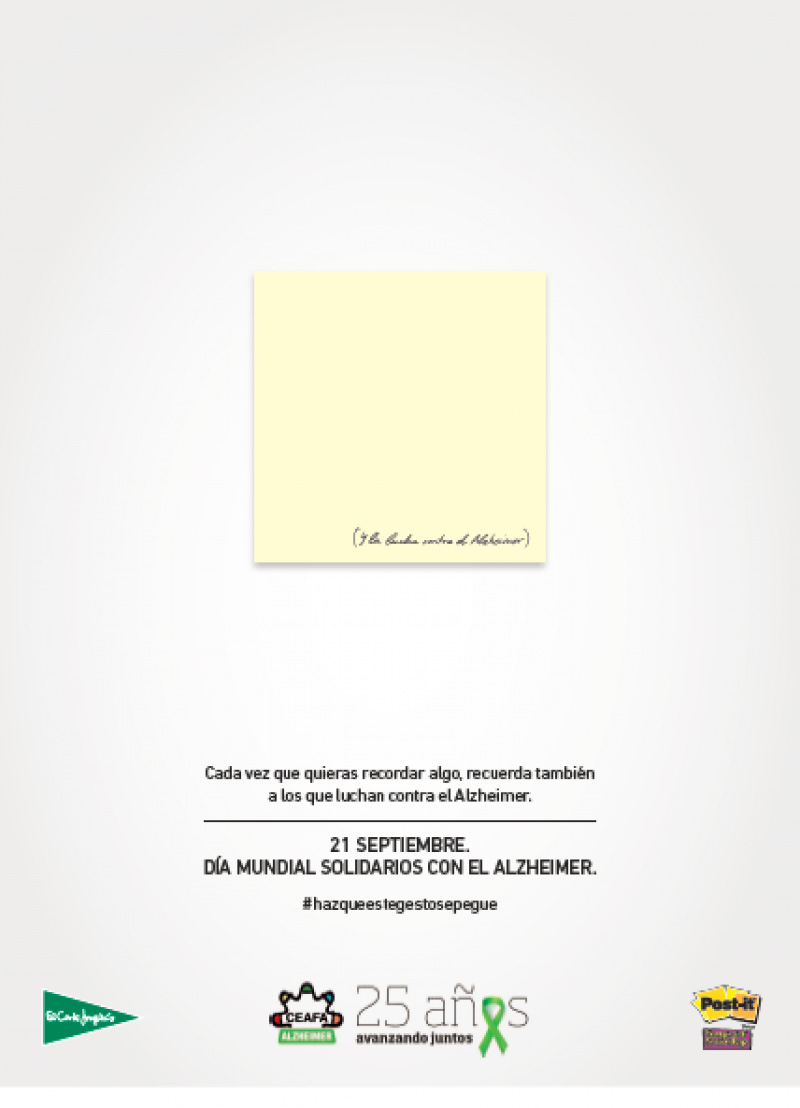 (Y la lucha contra el Alzheimer)
Cada vez que quieras recordar algo, recuerda también
a los que luchan contra el Alzheimer.
21 SEPTIEMBRE.
DÍA MUNDIAL SOLIDARIOS CON EL ALZHEIMER.
#hazqueestegestosepegue
El Corte Inglés
CEAFA
ALZHEIMER
25 años
avanzando juntos
Post-it